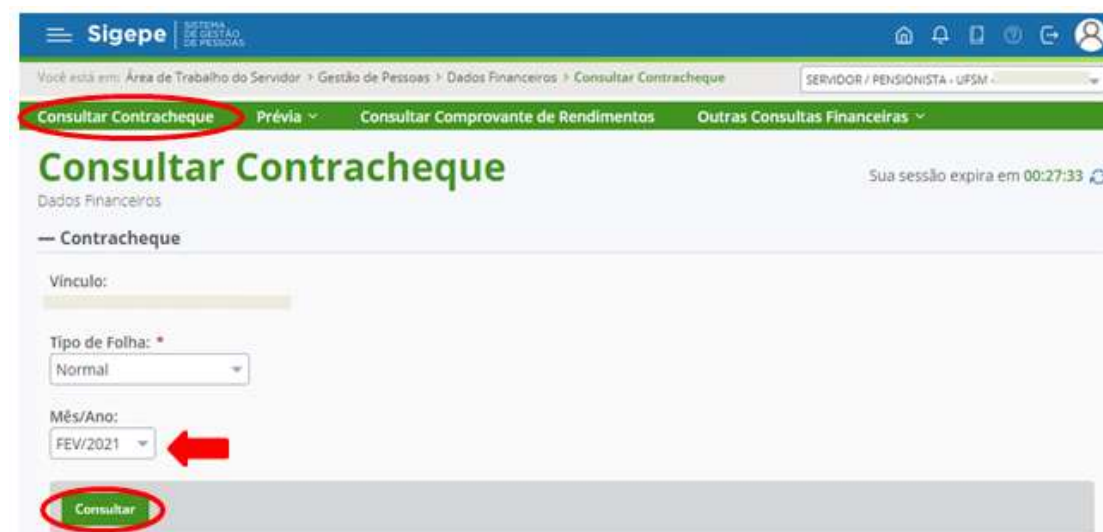 Sigepe SISTEMA DE GESTÃO DE PESSOAS
Você está em: Área de Trabalho do Servidor > Gestão de Pessoas > Dados Financeiros > Consultar Contracheque
SERVIDOR / PENSIONISTA - UFSM -
Consultar Contracheque Prévia Consultar Comprovante de Rendimentos Outras Consultas Financeiras
Consultar Contracheque
Sua sessão expira em 00:27:33
Dados Financeiros
— Contracheque
Vínculo:
Tipo de Folha: *
Normal
Mês/Ano:
FEV/2021
Consultar